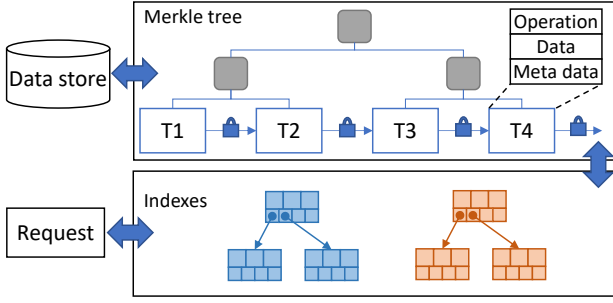 Merkle tree
Operation
Data
Meta data
Data store
T1
T2
T3
T4
Indexes
Request